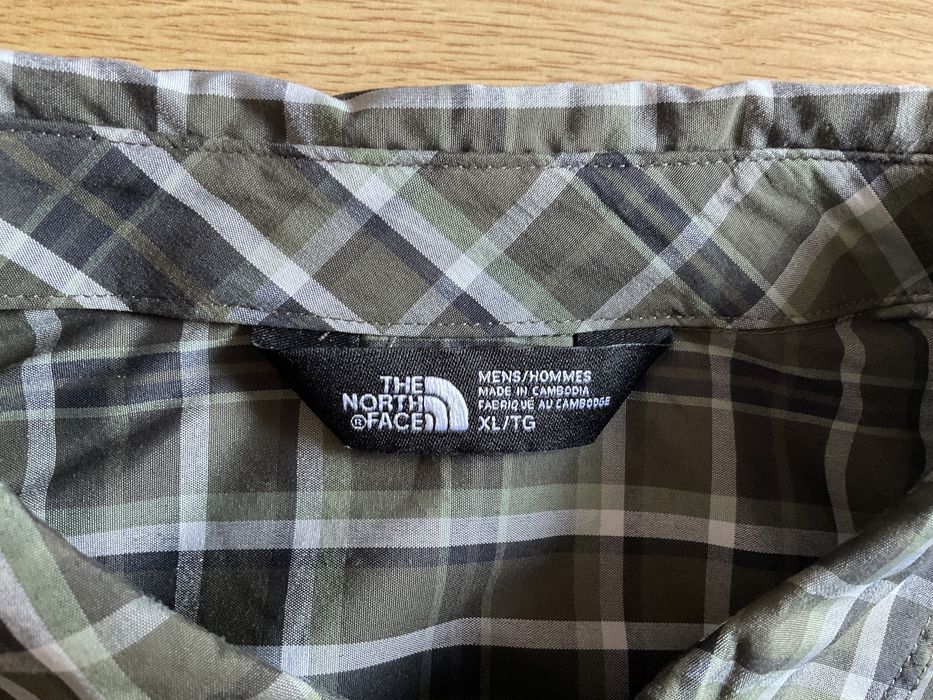 THE
NORTH
®FACE
MENS/HOMMES
MADE IN CAMBODIA
FABRIQUÉ AU CAMBODGE
XL/TG